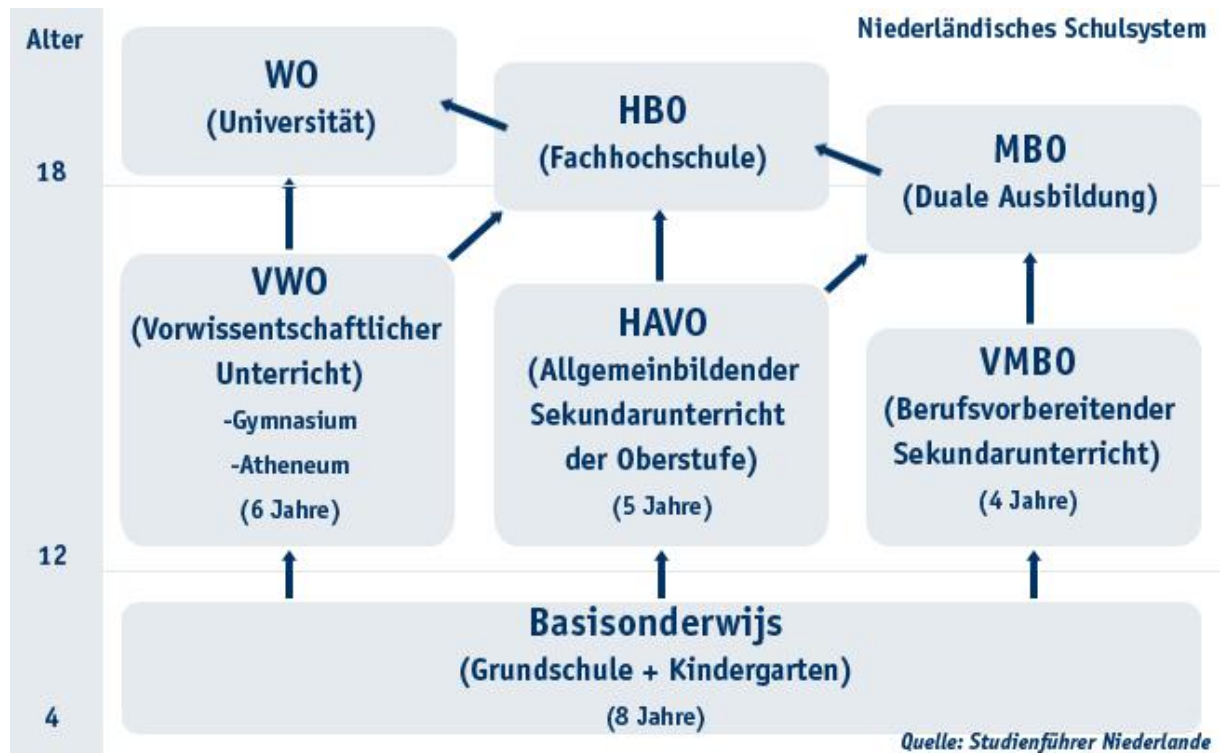 Alter
Niederländisches Schulsystem
WO
(Universität)
HBO
(Fachhochschule)
MBO
(Duale Ausbildung)
18
VWO
(Vorwissentschaftlicher
Unterricht)
-Gymnasium
-Atheneum
(6 Jahre)
HAVO
(Allgemeinbildender
Sekundarunterricht
der Oberstufe)
(5 Jahre)
VMBO
(Berufsvorbereitender
Sekundarunterricht)
(4 Jahre)
12
Basisonderwijs
(Grundschule + Kindergarten)
(8 Jahre)
4
Quelle: Studienführer Niederlande